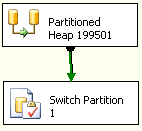 Partitioned
Heap 199501
Switch Partition
1